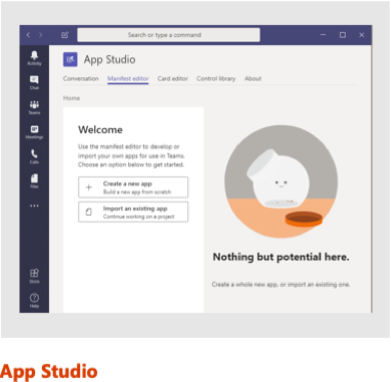 Search or type a command
App Studio
Conversation Manifest editor Card editor Control library About
Home
Activity
Chat
Teams
Meetings
Calls
Files
Store
Help
Welcome
Use the manifest editor to develop or
import your own apps for use in Teams.
Choose an option below to get started.
Create a new app
Build a new app from scratch
Import an existing app
Continue working on a project
Nothing but potential here.
Create a whole new app, or import an existing one.
App Studio